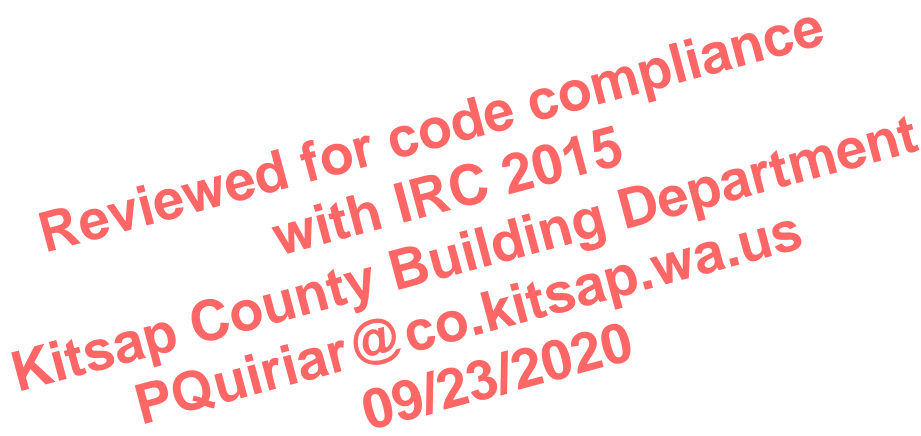 Reviewed for code compliance
with IRC 2015
Kitsap County Building Department
PQuiriar@co.kitsap.wa.us
09/23/2020